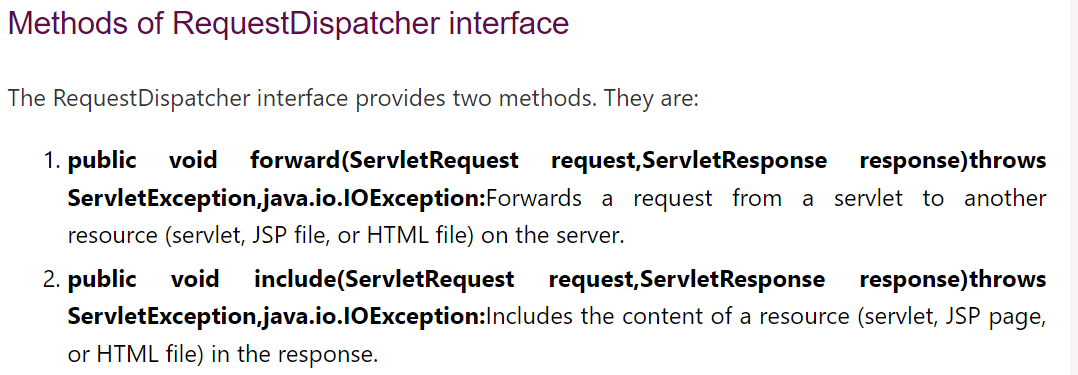 Methods of RequestDispatcher interface
The RequestDispatcher interface provides two methods. They are:
1. public void forward(ServletRequest request,ServletResponse response)throws
ServletException,java.io.IOException:Forwards a request from a servlet to another
resource (servlet, JSP file, or HTML file) on the server.
2. public void include(ServletRequest request,ServletResponse response)throws
ServletException,java.io.IOException:Includes the content of a resource (servlet, JSP page,
or HTML file) in the response.